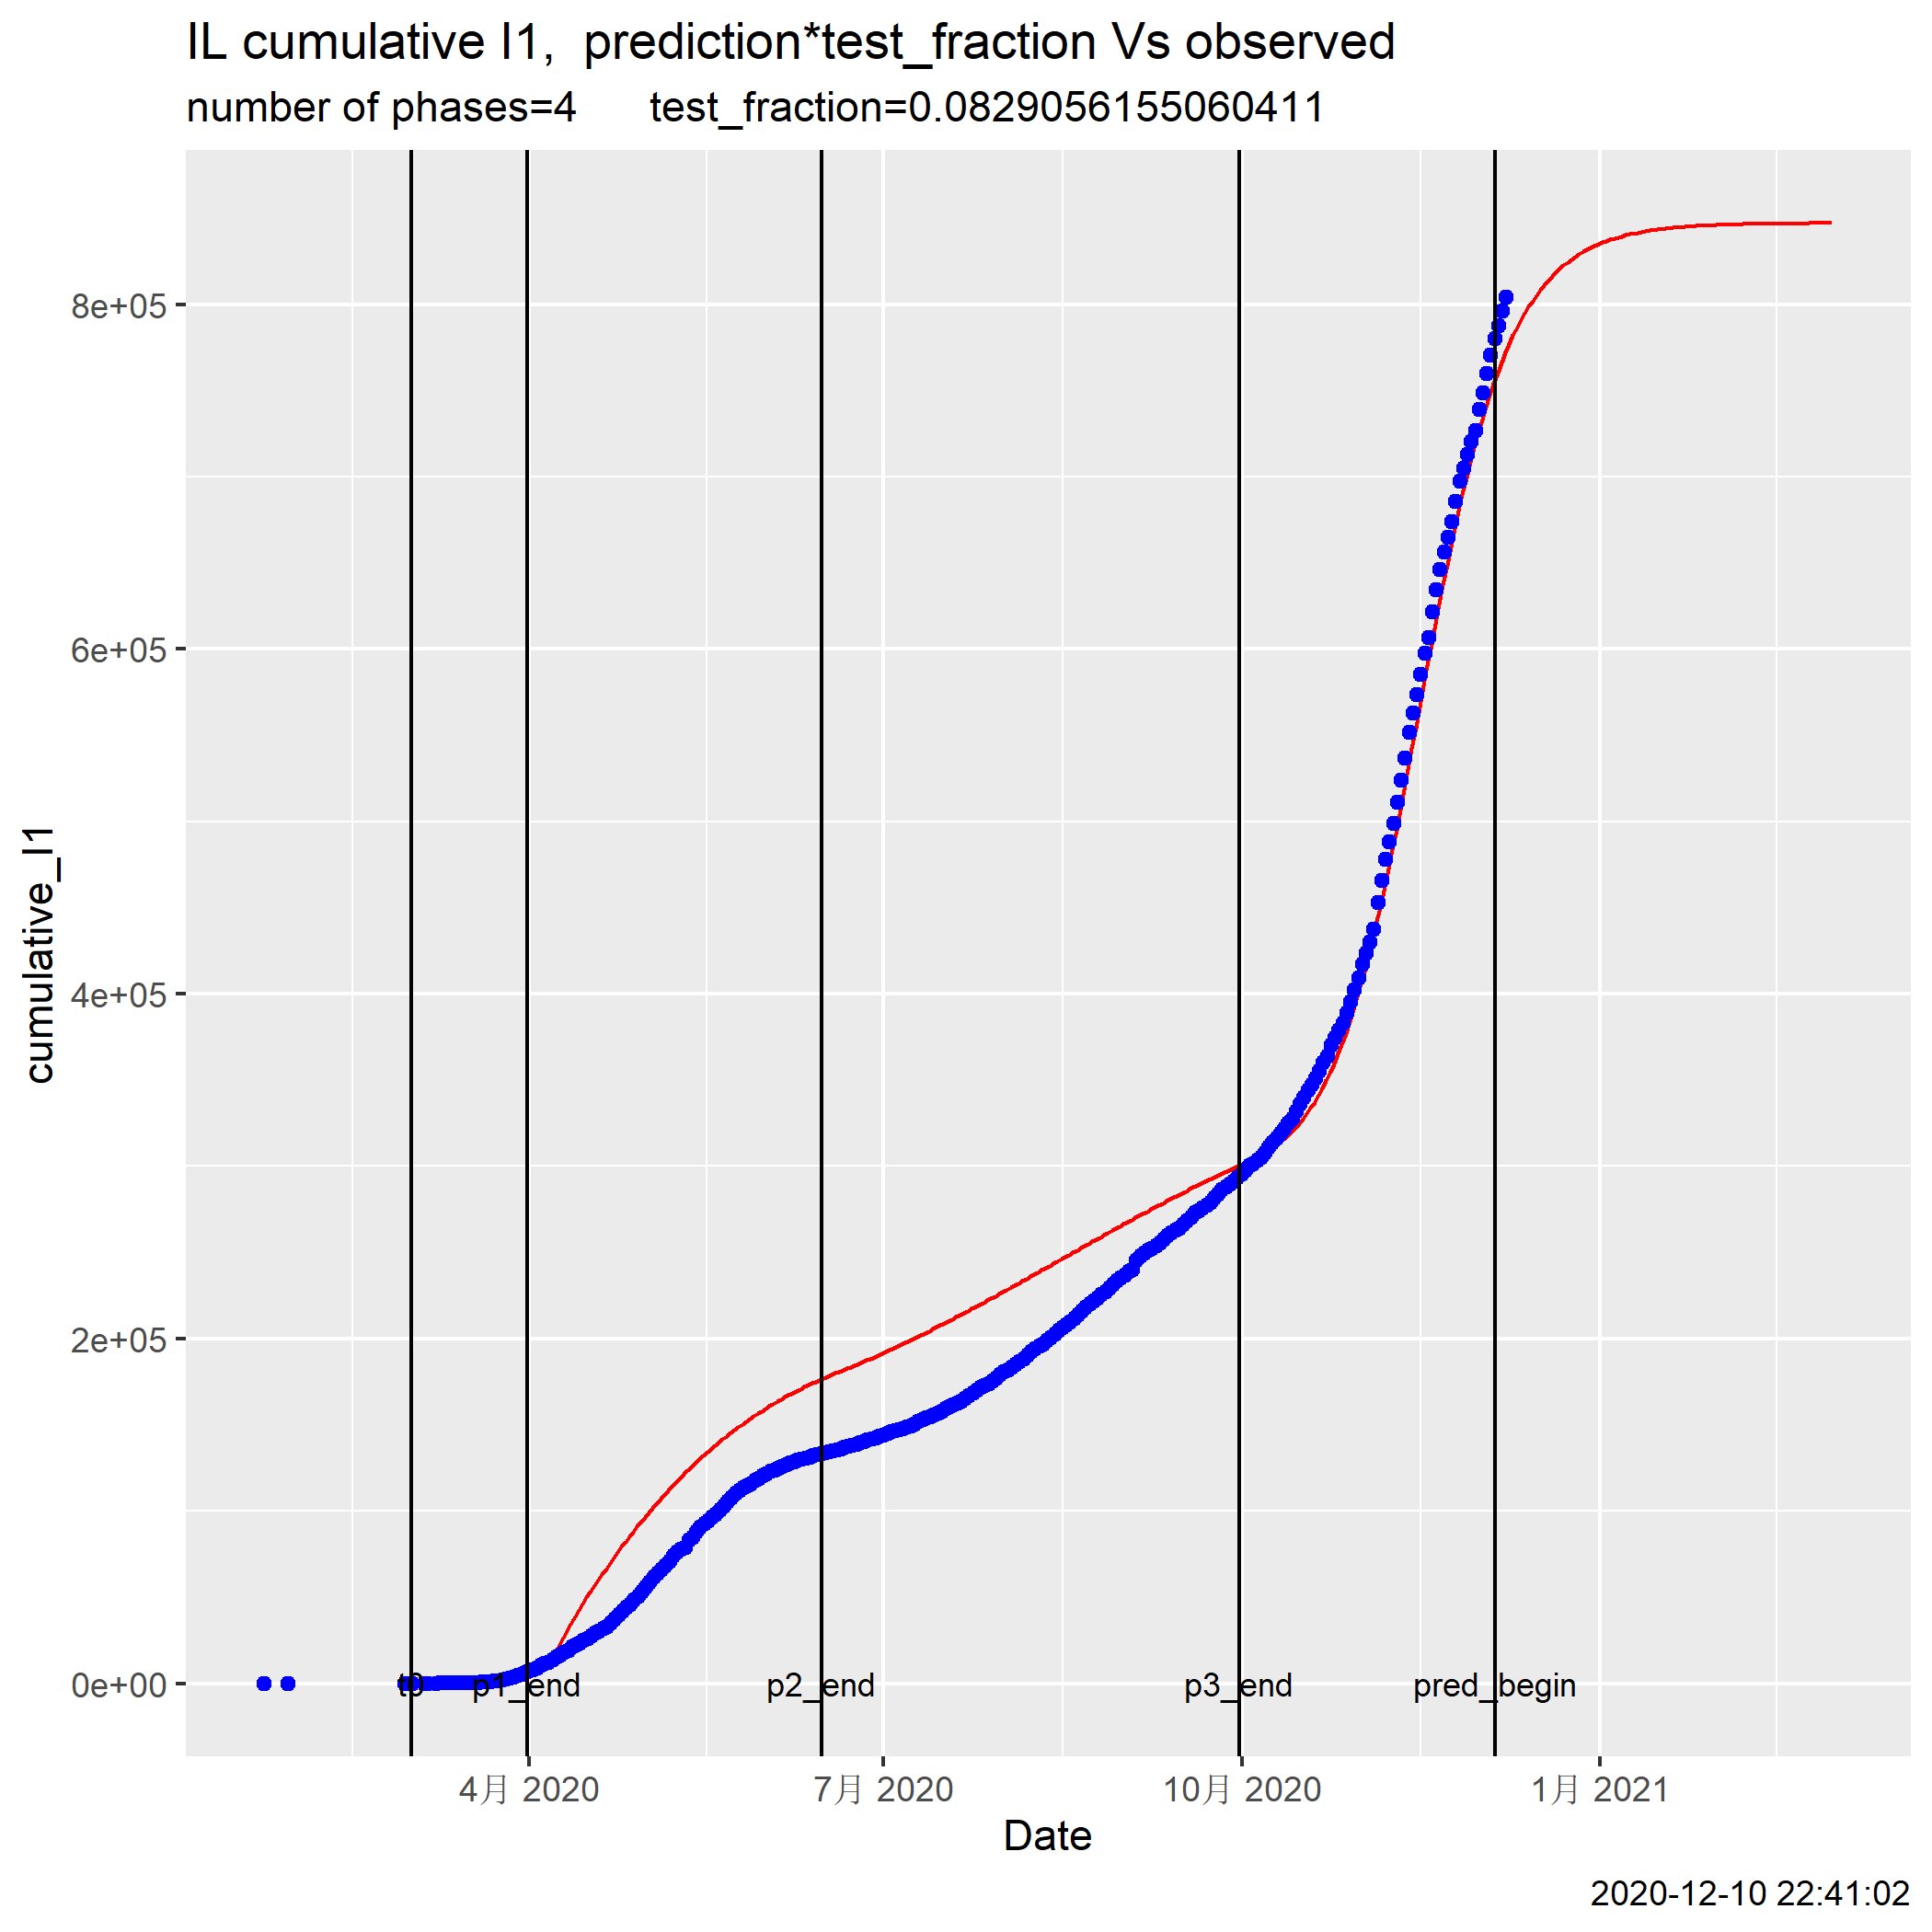 IL cumulative I1,  prediction*test_fraction Vs observed
number of phases=4      test_fraction=0.0829056155060411
cumulative_I1
8e+05
6e+05
4e+05
2e+05
0e+00
t0 p1_end p2_end p3_end pred_begin
4月 2020 7月 2020 10月 2020 1月 2021
Date
2020-12-10 22:41:02